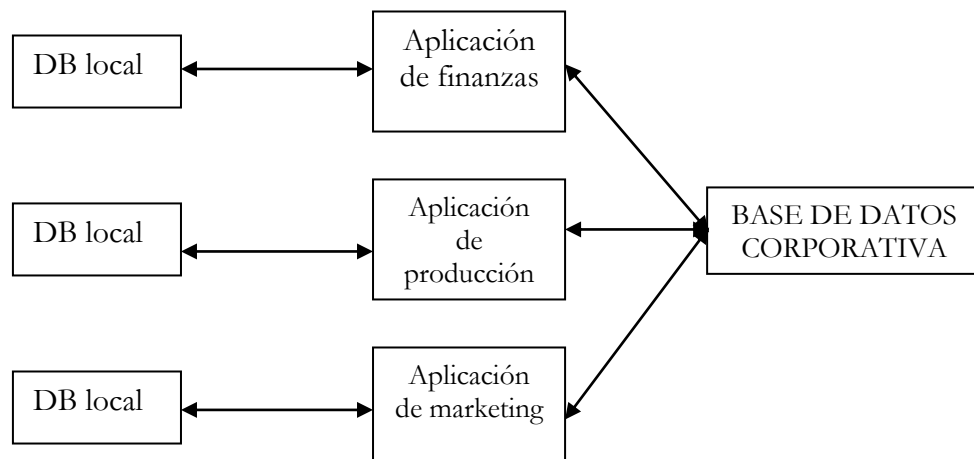 DB local
Aplicación
de finanzas
DB local
Aplicación
de
producción
BASE DE DATOS
CORPORATIVA
DB local
Aplicación
de marketing